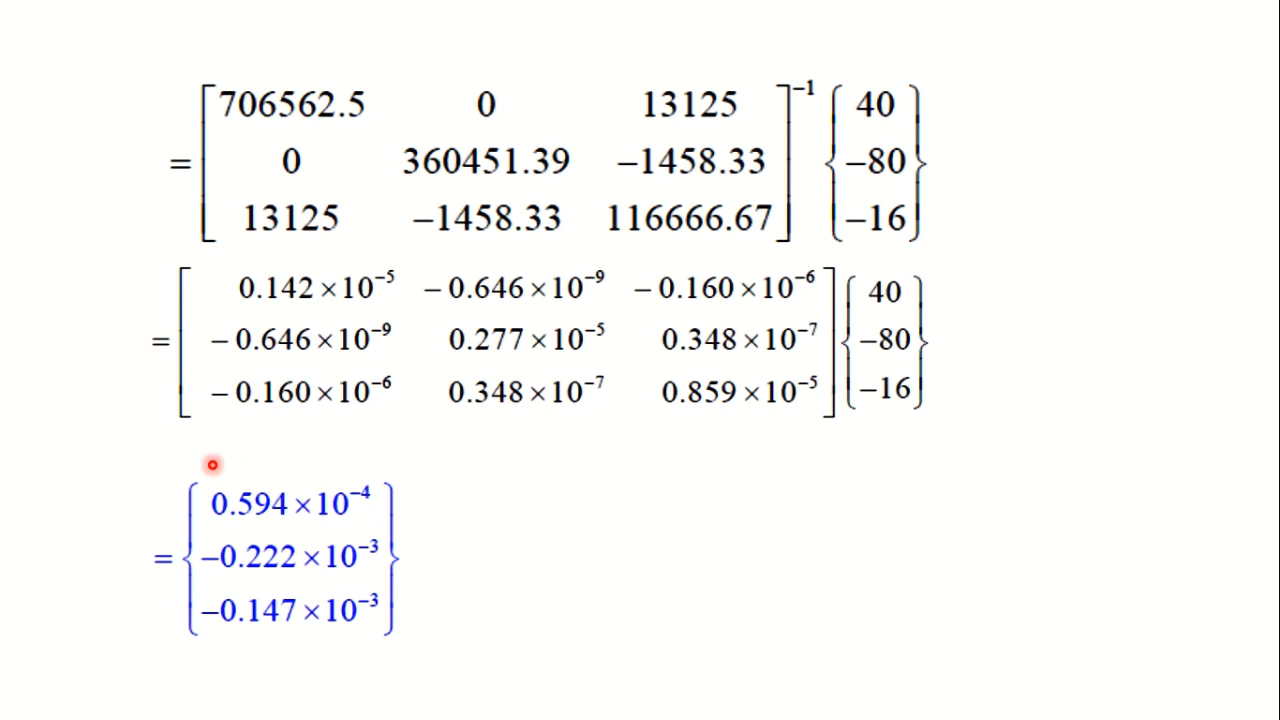 = [ 706562.5 0 13125 ]⁻¹ { 40 }
[ 0 360451.39 −1458.33 ] { −80 }
[ 13125 −1458.33 116666.67 ] { −16 }
= [ 0.142×10⁻⁵ −0.646×10⁻⁹ −0.160×10⁻⁶ ] { 40 }
[ −0.646×10⁻⁹ 0.277×10⁻⁵ 0.348×10⁻⁷ ] { −80 }
[ −0.160×10⁻⁶ 0.348×10⁻⁷ 0.859×10⁻⁵ ] { −16 }
= { 0.594×10⁻⁴ }
{ −0.222×10⁻³ }
{ −0.147×10⁻³ }